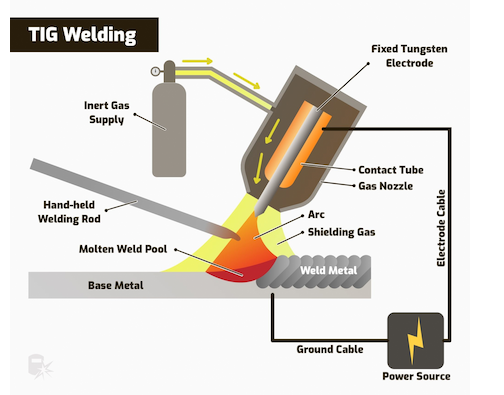 TIG Welding
Fixed Tungsten
Electrode
Inert Gas
Supply
Contact Tube
Gas Nozzle
Hand-held
Welding Rod
Arc
Shielding Gas
Electrode Cable
Molten Weld Pool
Weld Metal
Base Metal
Ground Cable
Power Source